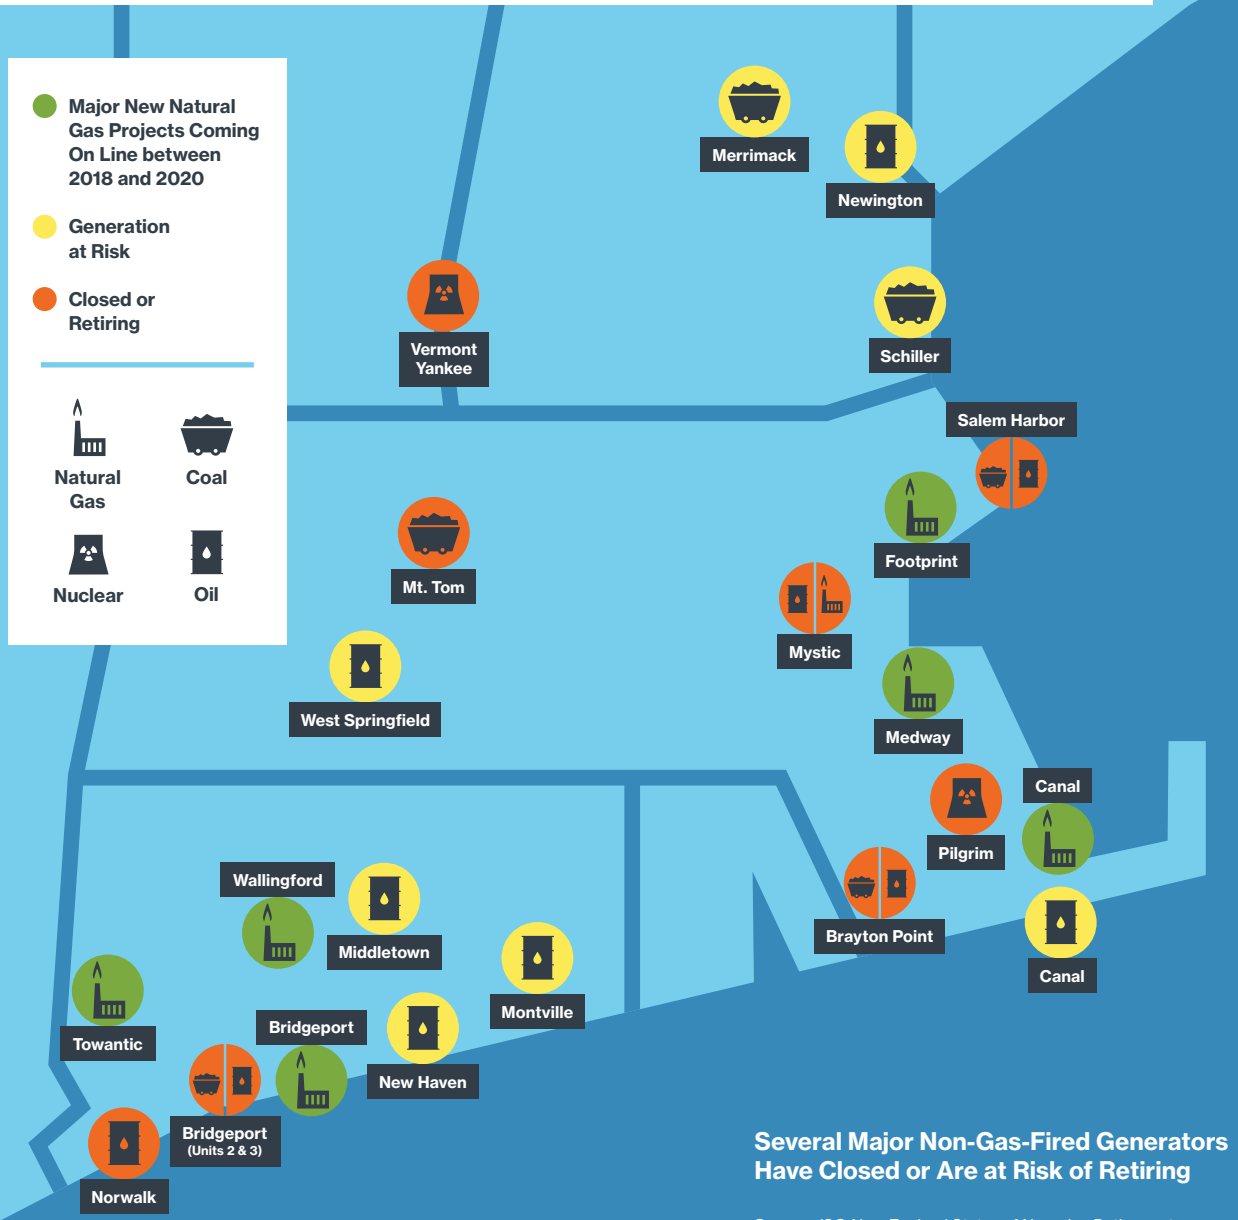 Major New Natural
Gas Projects Coming
On Line between
2018 and 2020
Generation
at Risk
Closed or
Retiring
Natural
Gas
Coal
Nuclear
Oil
Merrimack
Newington
Vermont
Yankee
Schiller
Salem Harbor
Footprint
Mt. Tom
Mystic
West Springfield
Medway
Canal
Pilgrim
Wallingford
Brayton Point
Middletown
Canal
Montville
Towantic
Bridgeport
New Haven
Bridgeport
(Units 2 & 3)
Norwalk
Several Major Non-Gas-Fired Generators
Have Closed or Are at Risk of Retiring